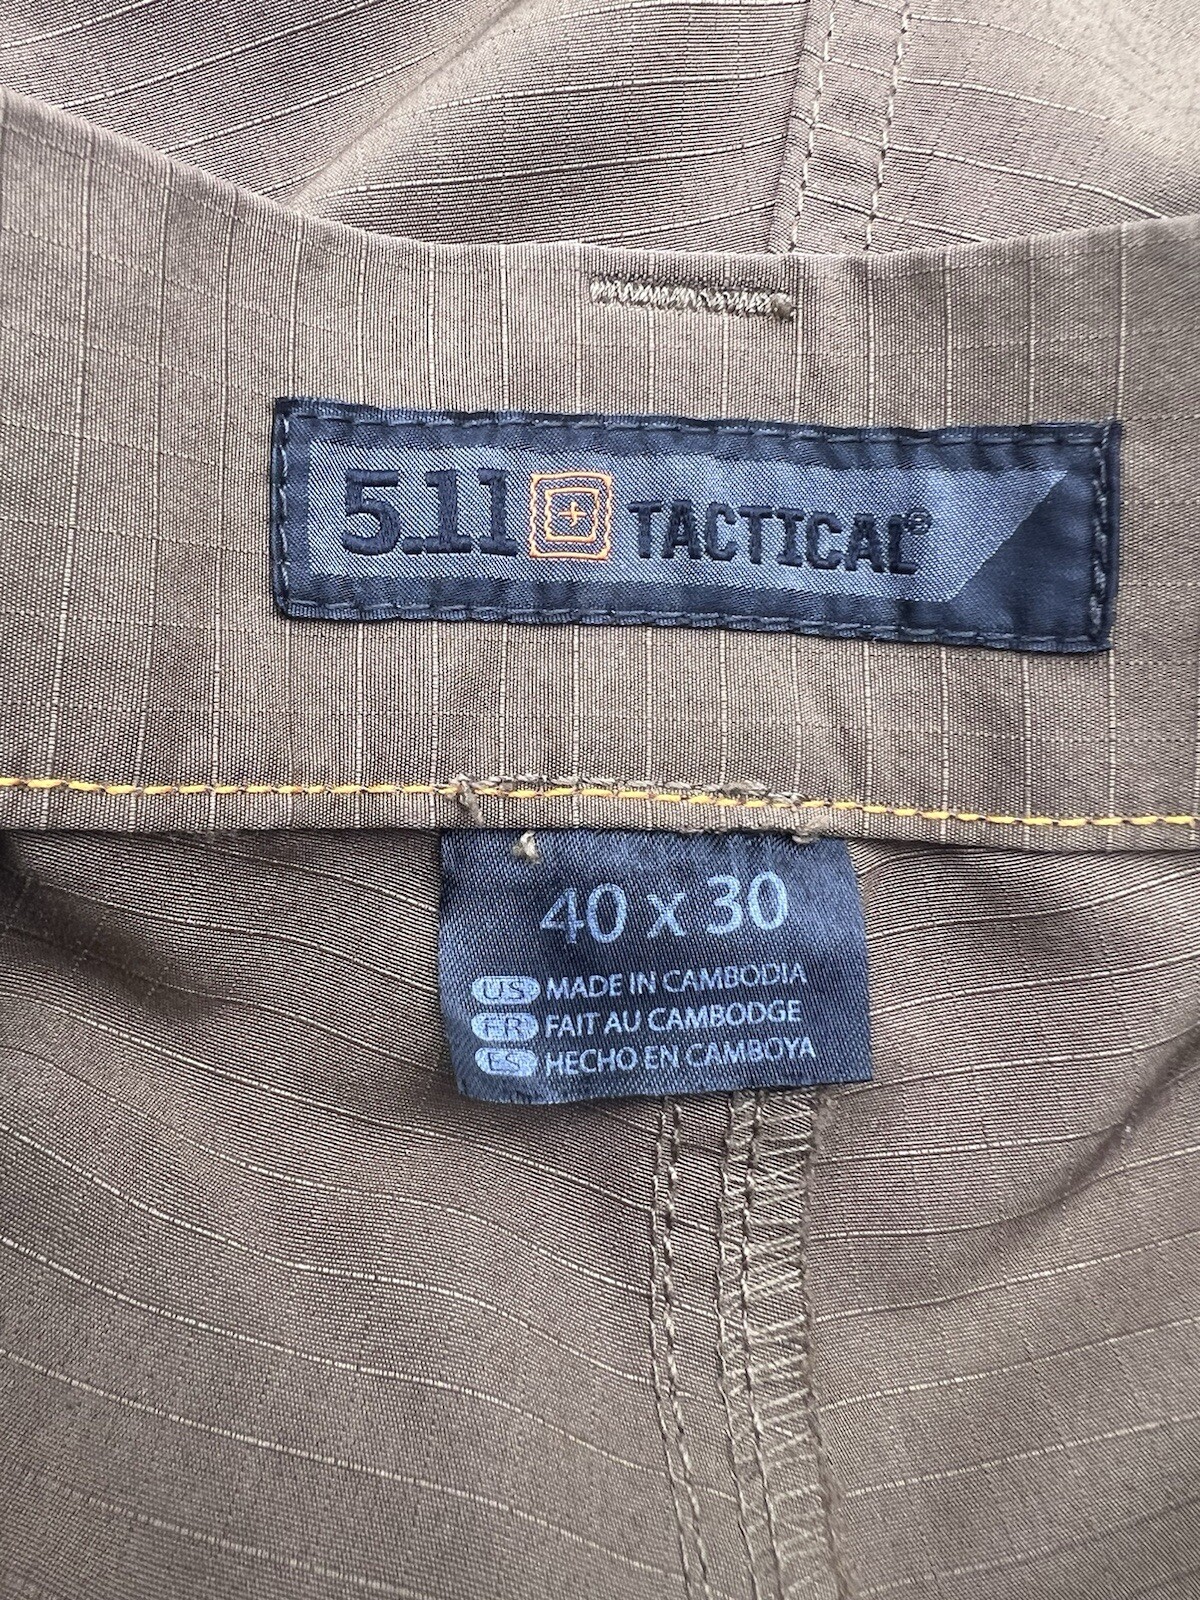 5.11 TACTICAL®
40 x 30
US MADE IN CAMBODIA
FR FAIT AU CAMBODGE
ES HECHO EN CAMBOYA